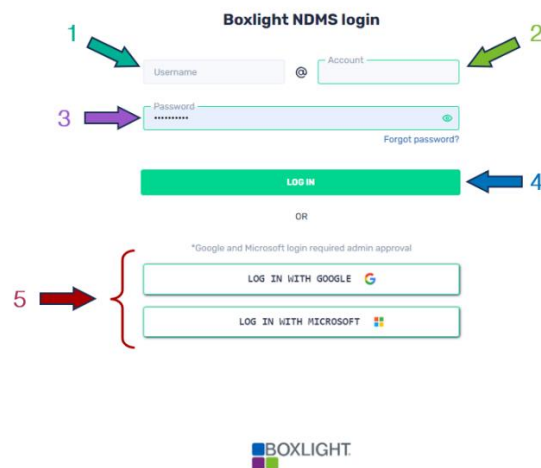 Boxlight NDMS login
1
2
Account
Username @
Password
3 ••••••••••
Forgot password?
LOG IN
4
OR
*Google and Microsoft login required admin approval
LOG IN WITH GOOGLE
5
LOG IN WITH MICROSOFT
BOXLIGHT